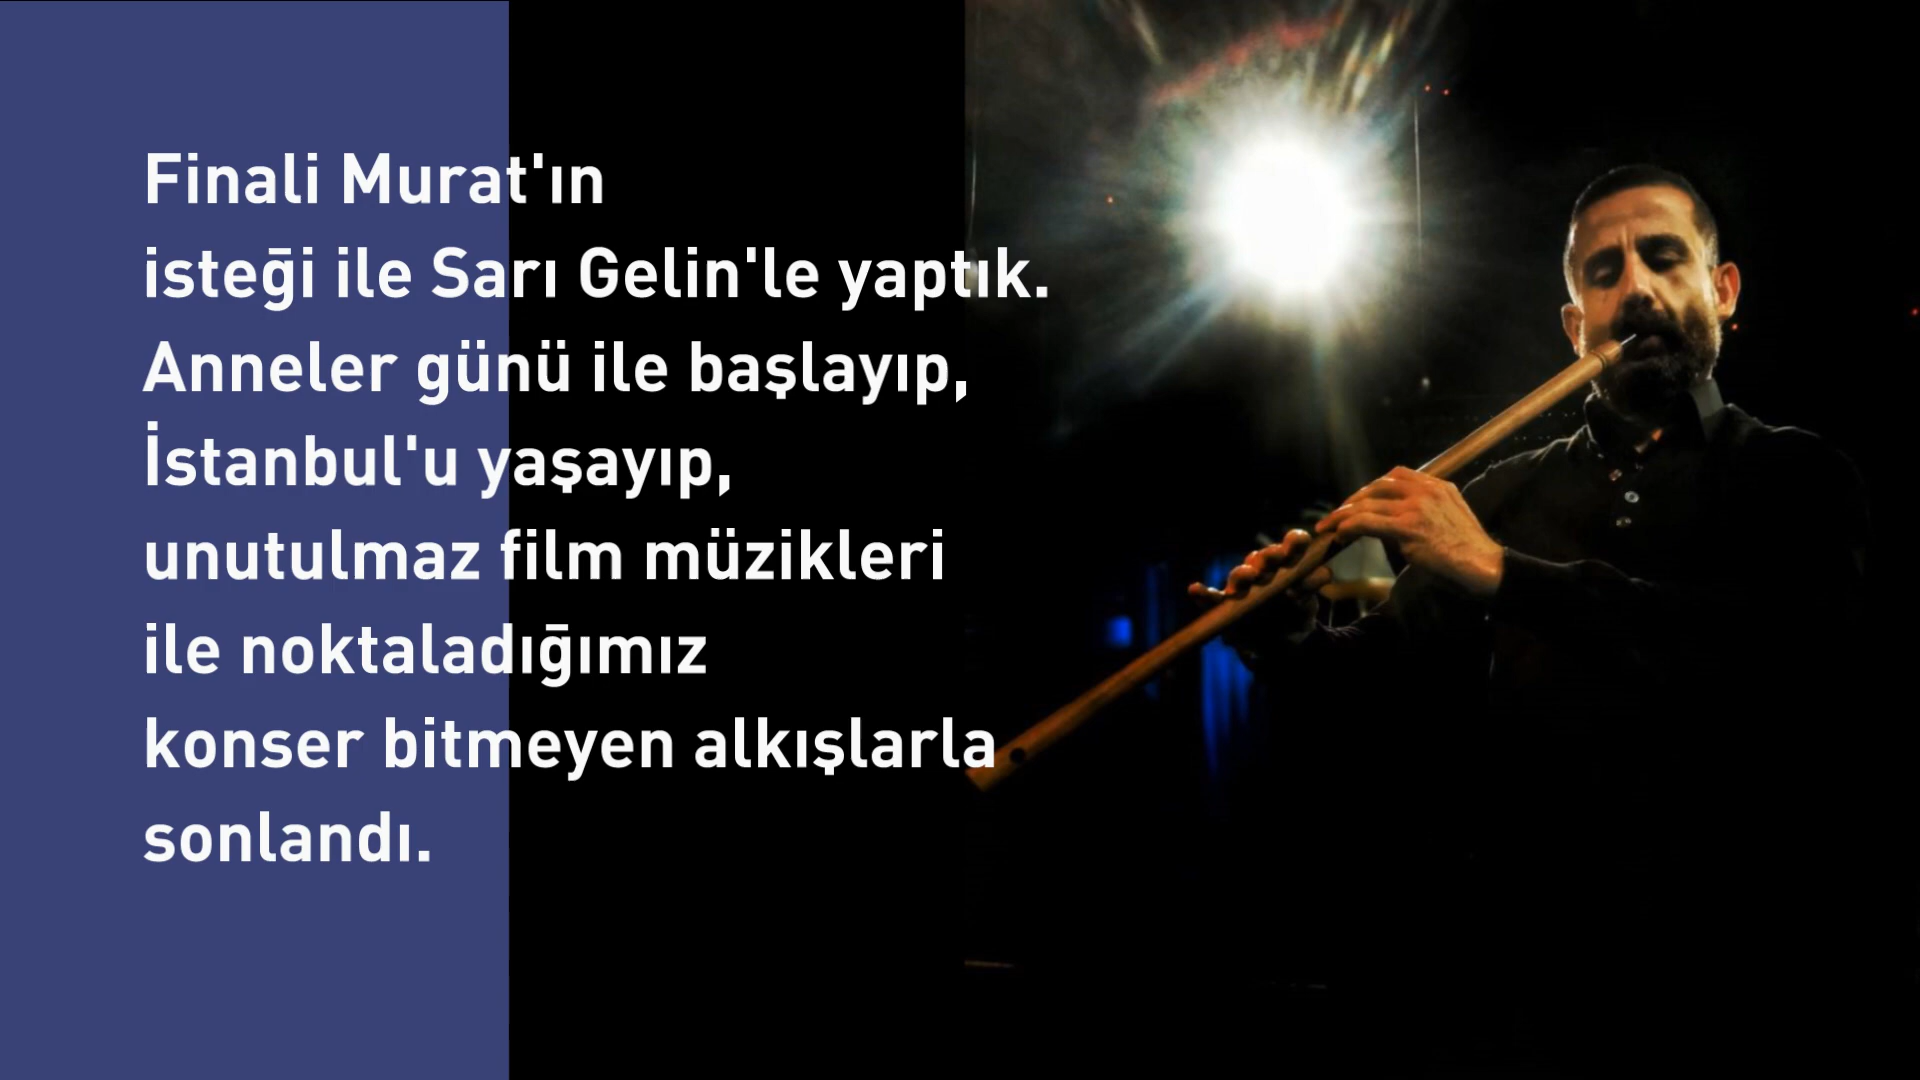 Finali Murat'ın
isteği ile Sarı Gelin'le yaptık.
Anneler günü ile başlayıp,
İstanbul'u yaşayıp,
unutulmaz film müzikleri
ile noktaladığımız
konser bitmeyen alkışlarla
sonlandı.